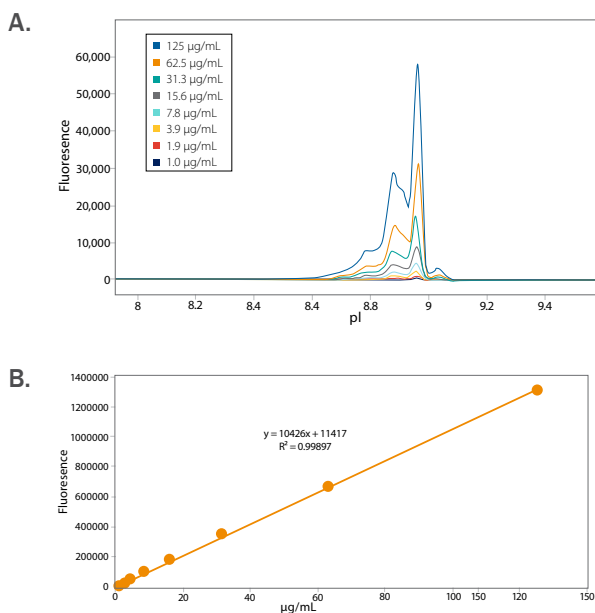 A.
Fluoresence
60,000
50,000
40,000
30,000
20,000
10,000
0
125 µg/mL
62.5 µg/mL
31.3 µg/mL
15.6 µg/mL
7.8 µg/mL
3.9 µg/mL
1.9 µg/mL
1.0 µg/mL
8 8.2 8.4 8.4 8.8 9 9.2 9.4
pI
B.
Fluorescence
1400000
1200000
1000000
800000
600000
400000
200000
0
y = 10426x + 11417
R² = 0.99897
0 20 40 60 80 100 150 120 150
µg/mL